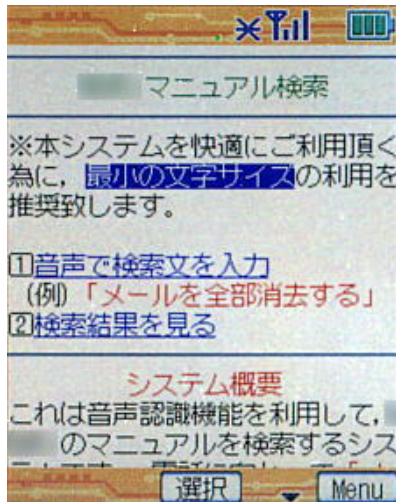 マニュアル検索
※本システムを快適にご利用頂く
為に，最小の文字サイズの利用を
推奨致します。
1音声で検索文を入力
(例)「メールを全部消去する」
2検索結果を見る
システム概要
これは音声認識機能を利用して，
のマニュアルを検索するシス
選択 Menu